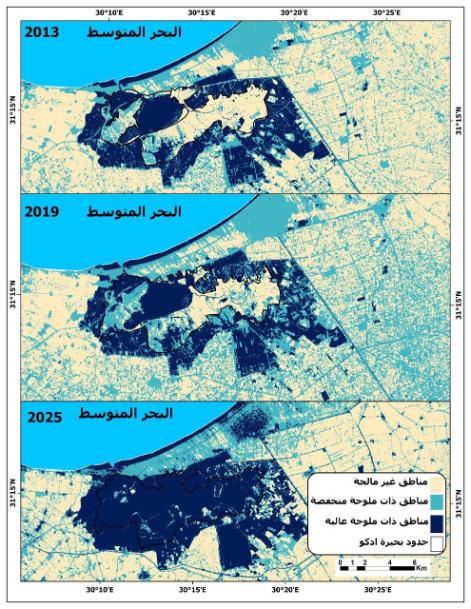 30°10'E 30°15'E 30°20'E 30°25'E
2013 البحر المتوسط
31°15'N 31°15'N
2019 البحر المتوسط
31°15'N 31°15'N
2025 البحر المتوسط
31°15'N 31°15'N
مناطق غير مالحة
مناطق ذات ملوحة منخفضة
مناطق ذات ملوحة عالية
حدود بحيرة ادكو
0 1 2 4 6
Km
30°10'E 30°15'E 30°20'E 30°25'E